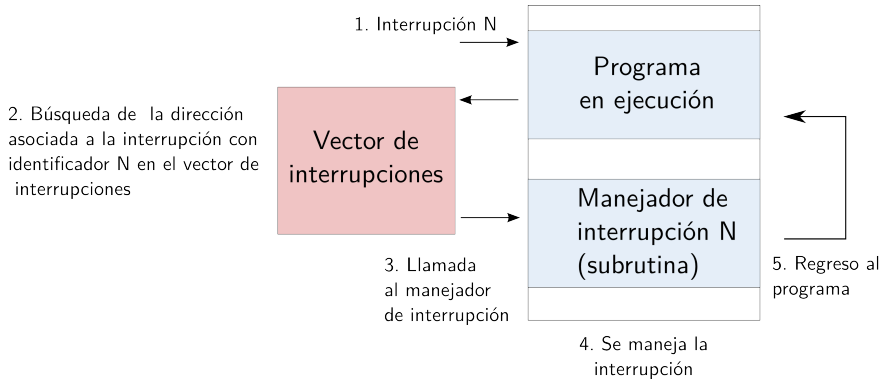 1. Interrupción N
Programa
en ejecución
2. Búsqueda de la dirección
asociada a la interrupción con
identificador N en el vector de
interrupciones
Vector de
interrupciones
Manejador de
interrupción N
(subrutina)
3. Llamada
al manejador
de interrupción
5. Regreso al
programa
4. Se maneja la
interrupción